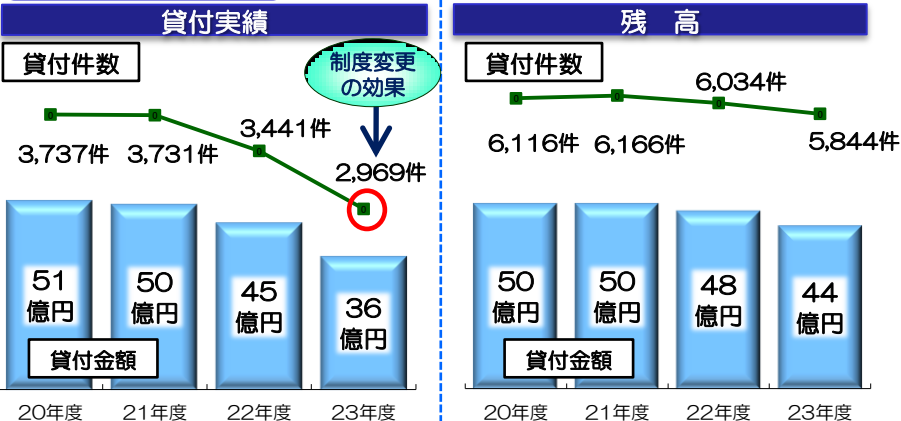 貸付実績
貸付件数
制度変更
の効果
3,737件
3,731件
3,441件
2,969件
51
億円
50
億円
45
億円
36
億円
貸付金額
20年度
21年度
22年度
23年度
残 高
貸付件数
6,116件
6,166件
6,034件
5,844件
50
億円
50
億円
48
億円
44
億円
貸付金額
20年度
21年度
22年度
23年度